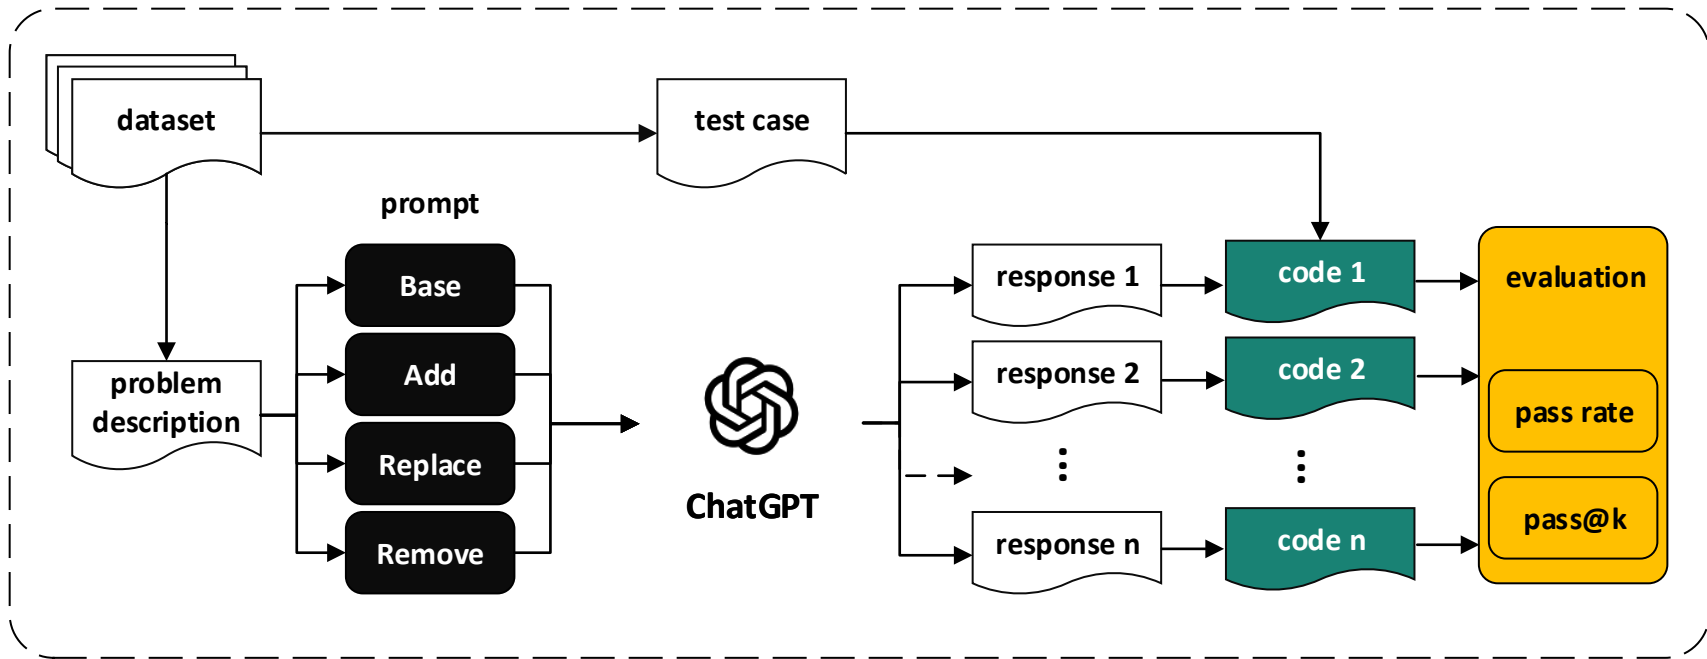 dataset
test case
prompt
Base
Add
Replace
Remove
problem
description
ChatGPT
response 1
response 2
⋮
response n
code 1
code 2
⋮
code n
evaluation
pass rate
pass@k